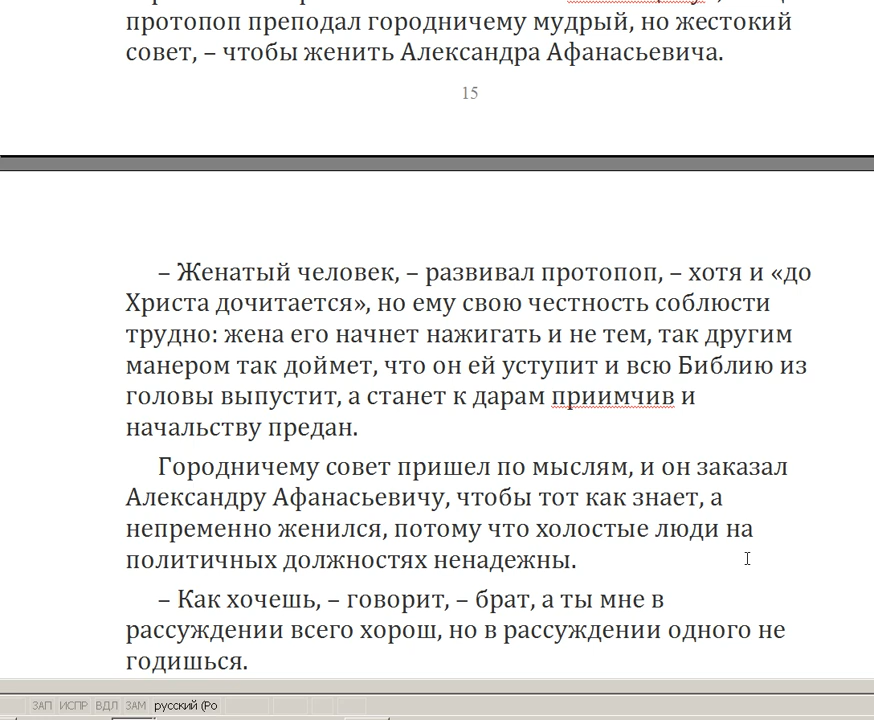 протопоп преподал городничему мудрый, но жестокий
совет, – чтобы женить Александра Афанасьевича.
15
– Женатый человек, – развивал протопоп, – хотя и «до
Христа дочитается», но ему свою честность соблюсти
трудно: жена его начнет нажигать и не тем, так другим
манером так доймет, что он ей уступит и всю Библию из
головы выпустит, а станет к дарам приимчив и
начальству предан.
Городничему совет пришел по мыслям, и он заказал
Александру Афанасьевичу, чтобы тот как знает, а
непременно женился, потому что холостые люди на
политичных должностях ненадежны.
– Как хочешь, – говорит, – брат, а ты мне в
рассуждении всего хорош, но в рассуждении одного не
годишься.
ЗАП ИСПР ВДЛ ЗАМ русский (Ро